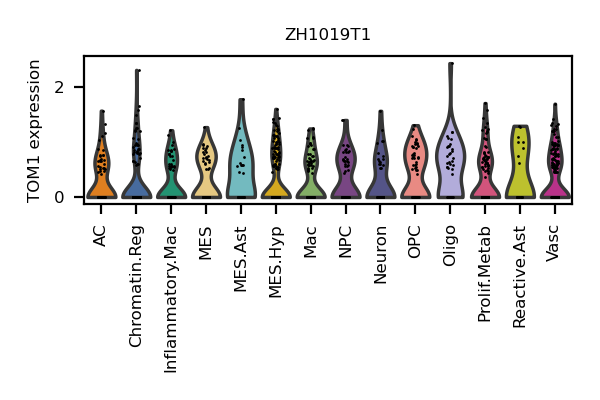 ZH1019T1
TOM1 expression
2
0
AC
Chromatin.Reg
Inflammatory.Mac
MES
MES.Ast
MES.Hyp
Mac
NPC
Neuron
OPC
Oligo
Prolif.Metab
Reactive.Ast
Vasc